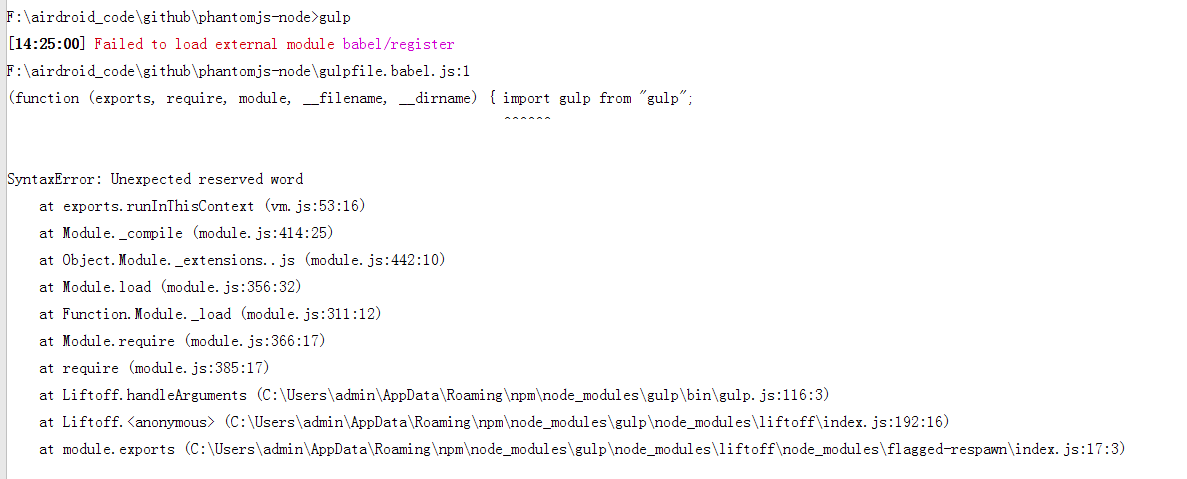 F:\airdroid_code\github\phantomjs-node>gulp
[14:25:00] Failed to load external module babel/register
F:\airdroid_code\github\phantomjs-node\gulpfile.babel.js:1
(function (exports, require, module, __filename, __dirname) { import gulp from "gulp";
                                                              ^^^^^^
SyntaxError: Unexpected reserved word
    at exports.runInThisContext (vm.js:53:16)
    at Module._compile (module.js:414:25)
    at Object.Module._extensions..js (module.js:442:10)
    at Module.load (module.js:356:32)
    at Function.Module._load (module.js:311:12)
    at Module.require (module.js:366:17)
    at require (module.js:385:17)
    at Liftoff.handleArguments (C:\Users\admin\AppData\Roaming\npm\node_modules\gulp\bin\gulp.js:116:3)
    at Liftoff.<anonymous> (C:\Users\admin\AppData\Roaming\npm\node_modules\gulp\node_modules\liftoff\index.js:192:16)
    at module.exports (C:\Users\admin\AppData\Roaming\npm\node_modules\gulp\node_modules\liftoff\node_modules\flagged-respawn\index.js:17:3)